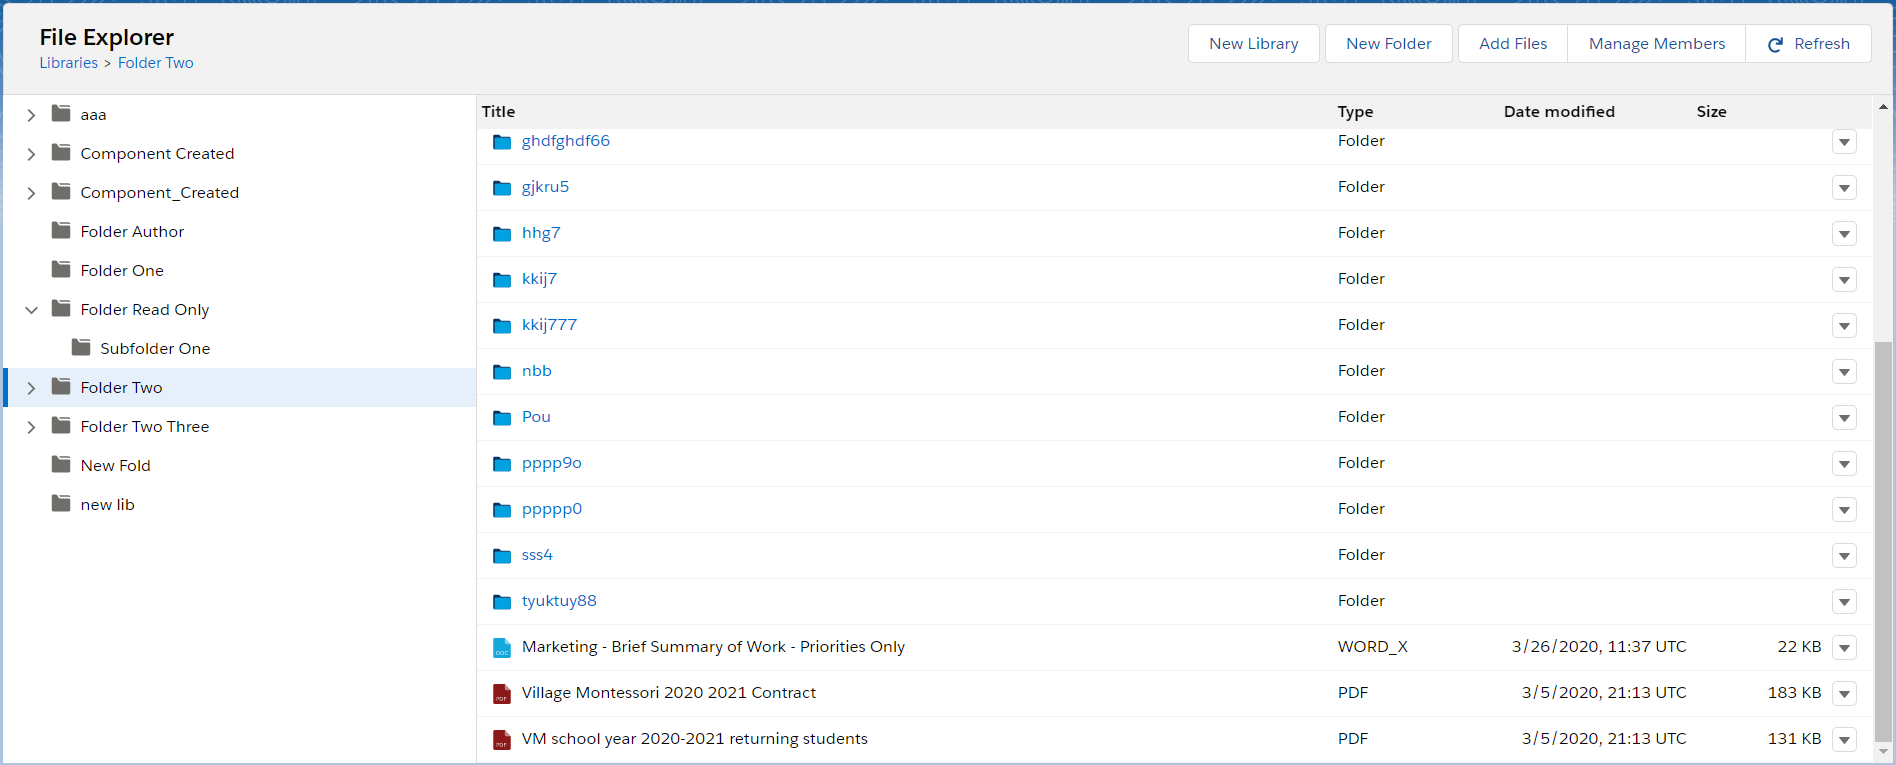 File Explorer
Libraries > Folder Two
New Library
New Folder
Add Files
Manage Members
Refresh
aaa
Component Created
Component_Created
Folder Author
Folder One
Folder Read Only
Subfolder One
Folder Two
Folder Two Three
New Fold
new lib
Title Type Date modified Size
ghdfghdf66 Folder
gjkru5 Folder
hhg7 Folder
kkij7 Folder
kkij777 Folder
nbb Folder
Pou Folder
pppp9o Folder
ppppp0 Folder
sss4 Folder
tyuktuy88 Folder
DOC Marketing - Brief Summary of Work - Priorities Only WORD_X 3/26/2020, 11:37 UTC 22 KB
PDF Village Montessori 2020 2021 Contract PDF 3/5/2020, 21:13 UTC 183 KB
PDF VM school year 2020-2021 returning students PDF 3/5/2020, 21:13 UTC 131 KB